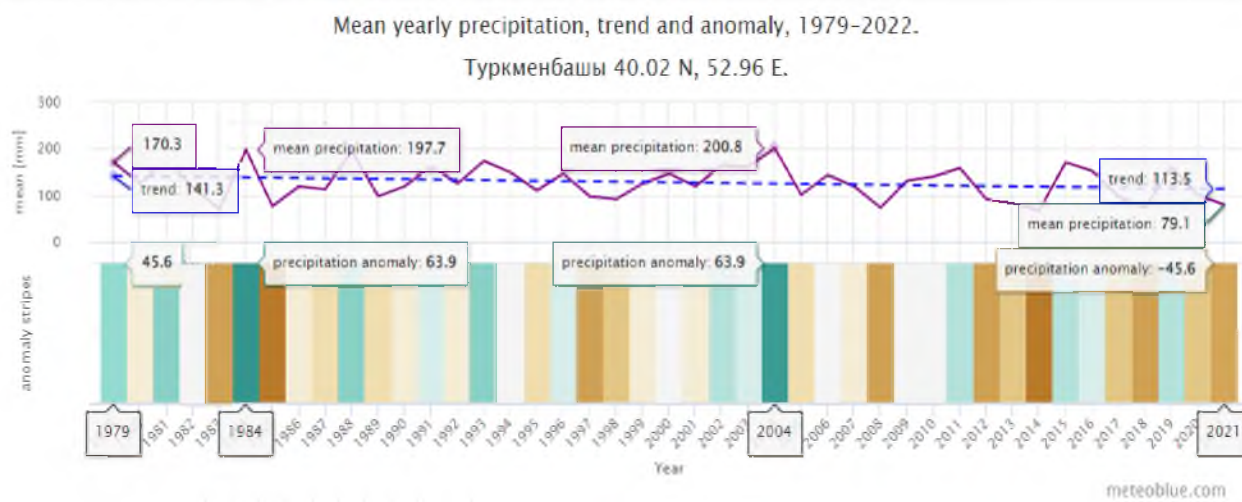 Mean yearly precipitation, trend and anomaly, 1979-2022.
Туркменбашы 40.02 N, 52.96 E.
mean [mm]
300
200
100
0
170.3
trend: 141.3
mean precipitation: 197.7
mean precipitation: 200.8
trend: 113.5
mean precipitation: 79.1
anomaly stripes
45.6
precipitation anomaly: 63.9
precipitation anomaly: 63.9
precipitation anomaly: -45.6
1979 1981 1982 1984 1986 1987 1988 1989 1990 1991 1992 1993 1994 1995 1996 1997 1998 1999 2000 2001 2002 2004 2006 2007 2008 2009 2010 2011 2012 2013 2014 2015 2016 2017 2018 2019 2021
Year
meteoblue.com